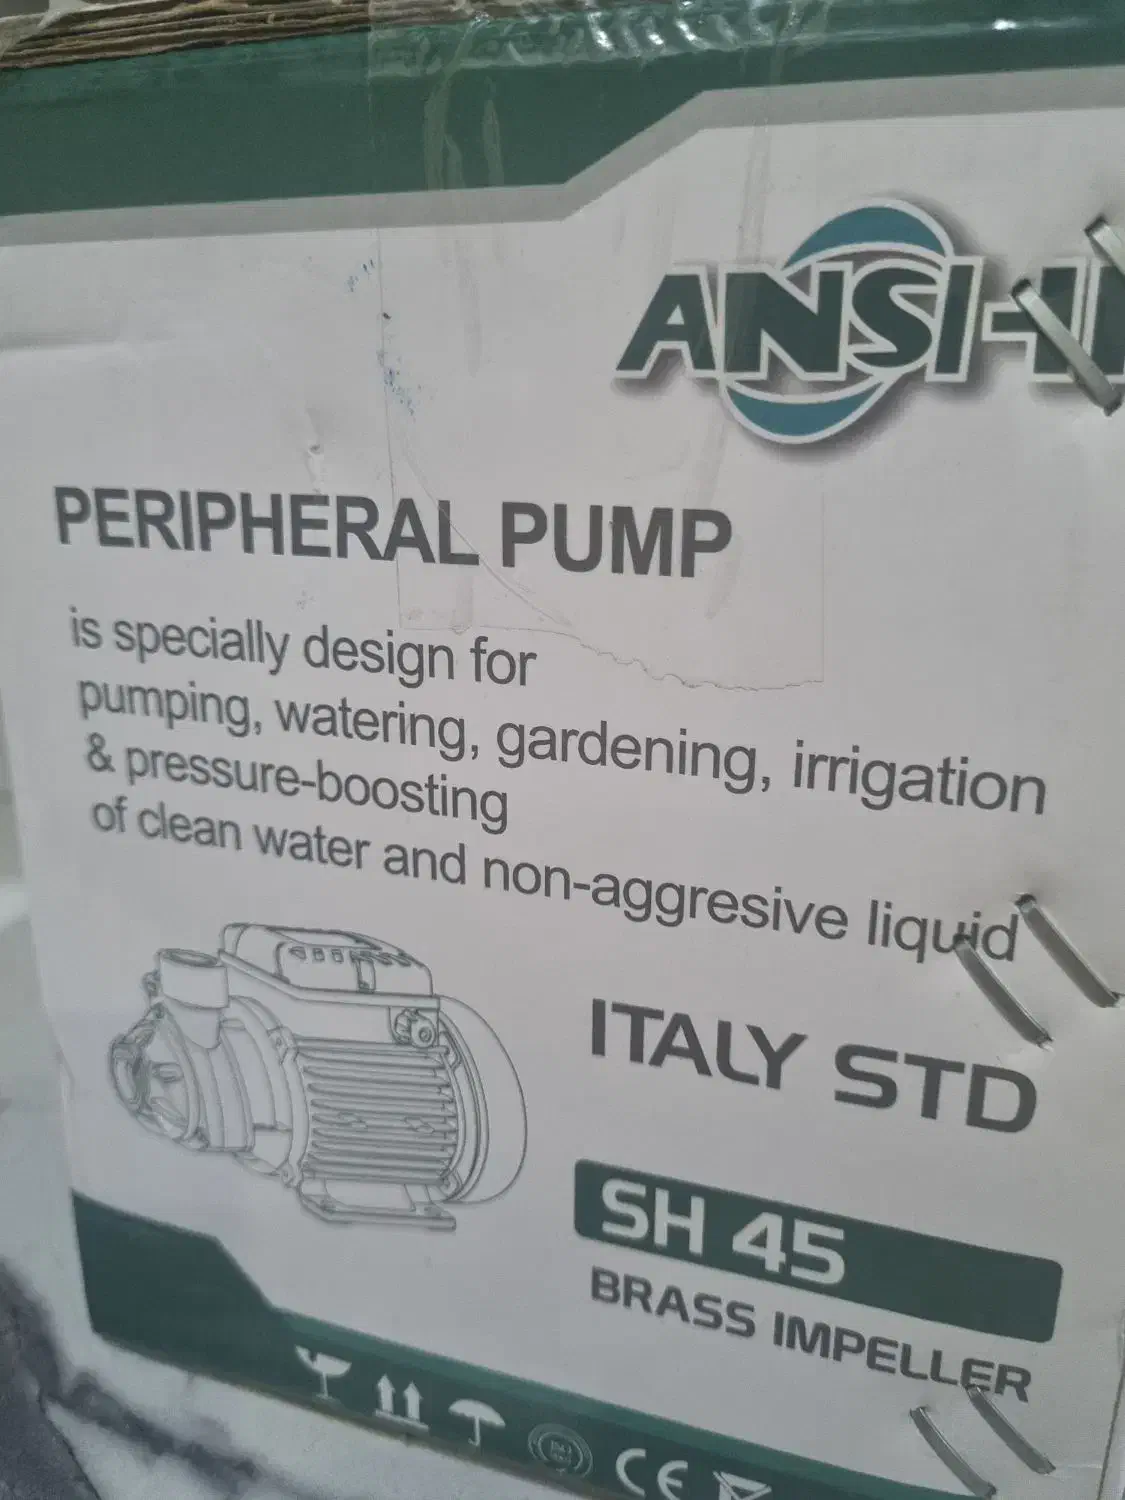 ANSI-
PERIPHERAL PUMP
is specially design for
pumping, watering, gardening, irrigation
& pressure-boosting
of clean water and non-aggresive liquid
ITALY STD
SH 45
BRASS IMPELLER
CE